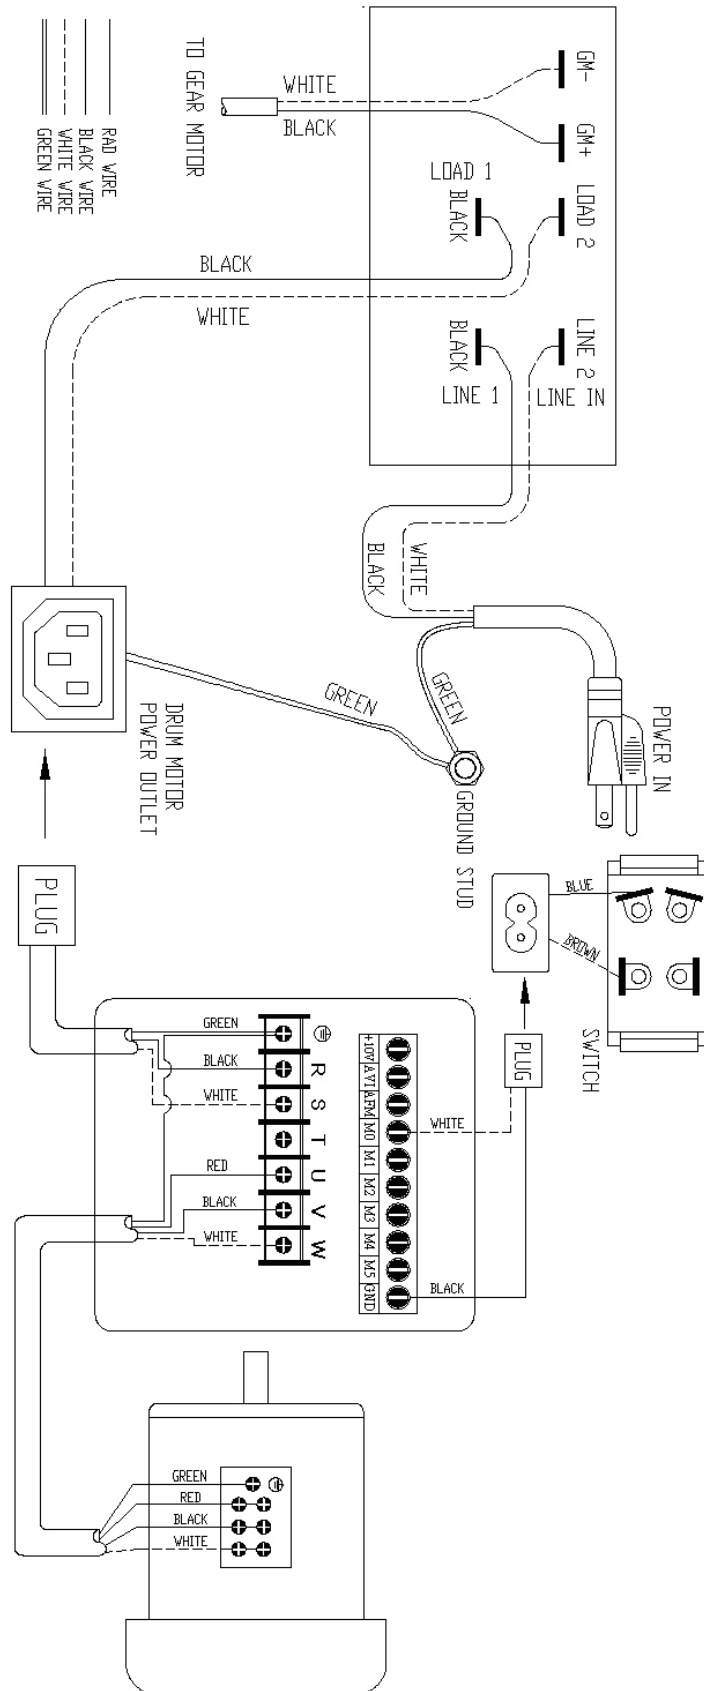 TO GEAR MOTOR
WHITE
BLACK
GM-
GM+
LOAD 1
BLACK
LOAD 2
RAD WIRE
BLACK WIRE
WHITE WIRE
GREEN WIRE
BLACK
WHITE
BLACK
LINE 2
LINE 1
LINE IN
WHITE
BLACK
GREEN
GREEN
DRUM MOTOR
POWER OUTLET
POWER IN
GROUND STUD
PLUG
BLUE
BROWN
SWITCH
PLUG
GREEN
BLACK
WHITE
RED
BLACK
WHITE
R
S
T
U
V
W
+10V
AVI
AFM
M0
M1
M2
M3
M4
M5
GND
WHITE
BLACK
GREEN
RED
BLACK
WHITE